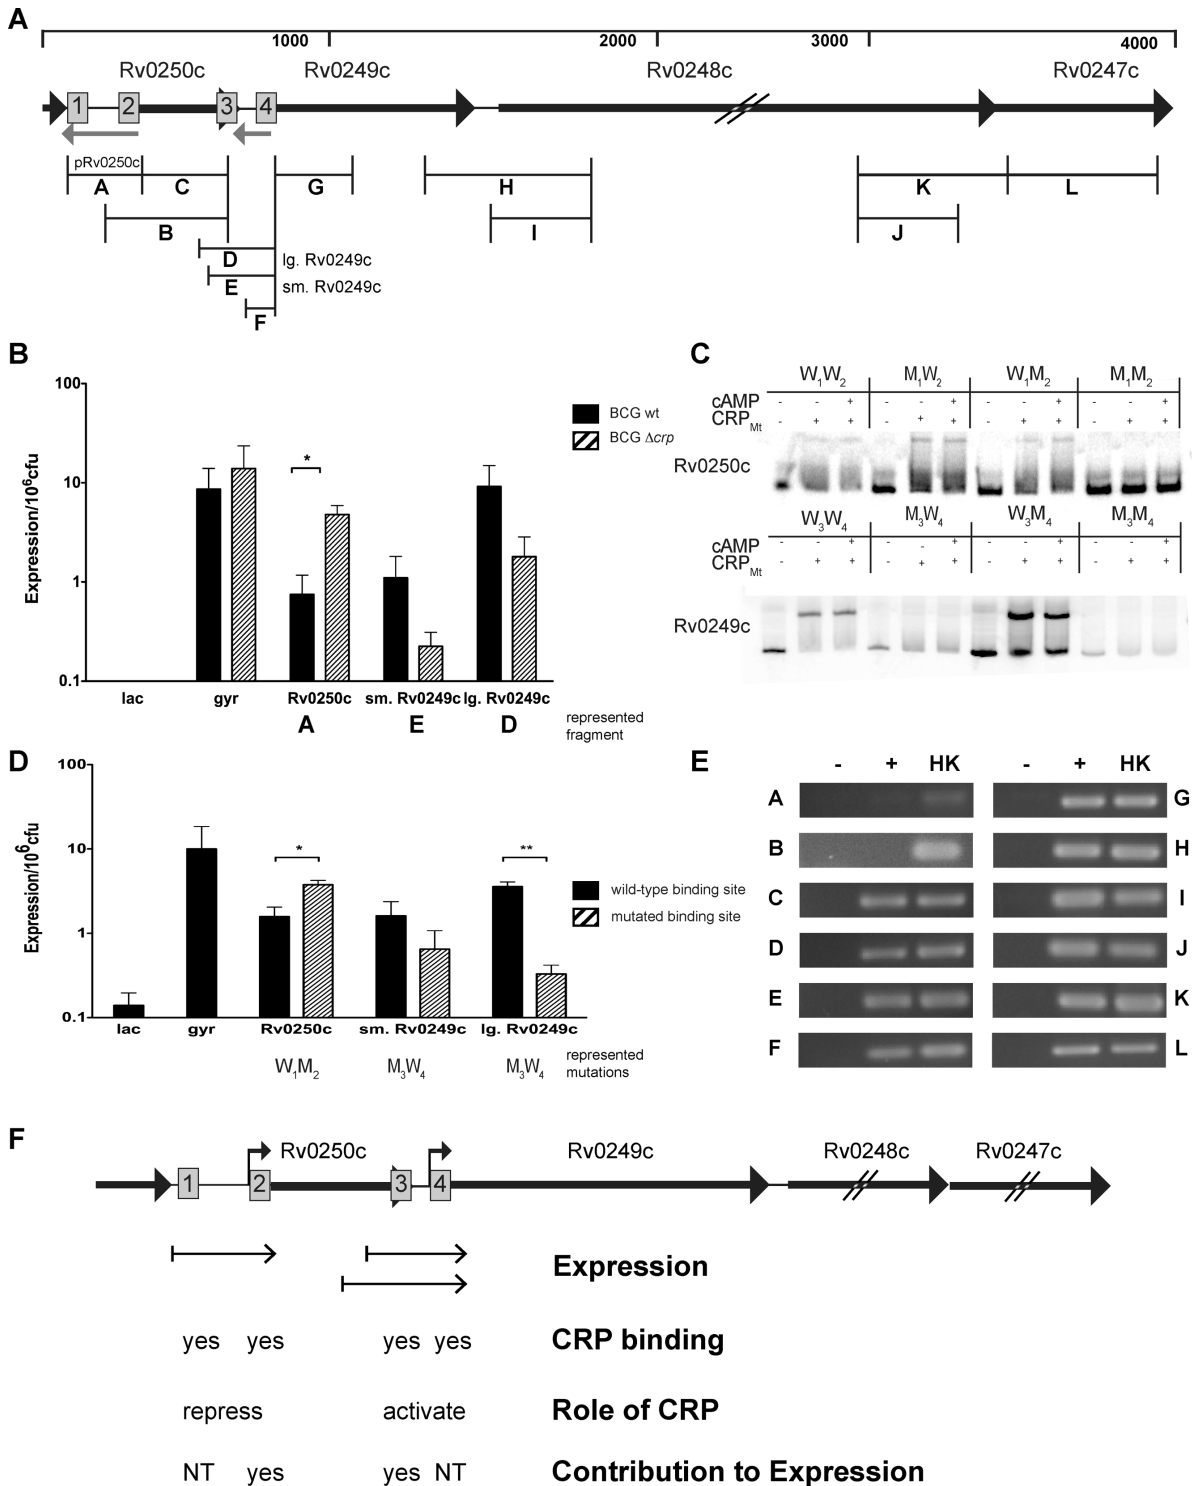 A
1000 2000 3000 4000
Rv0250c Rv0249c Rv0248c Rv0247c
1 2 3 4
pRv0250c
A C G H K L
B I J
D lg. Rv0249c
E sm. Rv0249c
F
B
Expression/10⁶cfu
100
10
1
0.1
BCG wt
BCG Δcrp
*
lac gyr Rv0250c sm. Rv0249c lg. Rv0249c
A E D represented
fragment
C
W₁W₂ M₁W₂ W₁M₂ M₁M₂
cAMP - - + - - + - - + - - +
CRPMt - + + - + + - + + - + +
Rv0250c
W₃W₄ M₃W₄ W₃M₄ M₃M₄
cAMP - - + - - + - - + - - +
CRPMt - + + - + + - + + - + +
Rv0249c
D
Expression/10⁶cfu
100
10
1
0.1
* **
wild-type binding site
mutated binding site
lac gyr Rv0250c sm. Rv0249c lg. Rv0249c
W₁M₂ M₃W₄ M₃W₄ represented
mutations
E
- + HK - + HK
A G
B H
C I
D J
E K
F L
F
Rv0250c Rv0249c Rv0248c Rv0247c
1 2 3 4
Expression
yes yes yes yes CRP binding
repress activate Role of CRP
NT yes yes NT Contribution to Expression